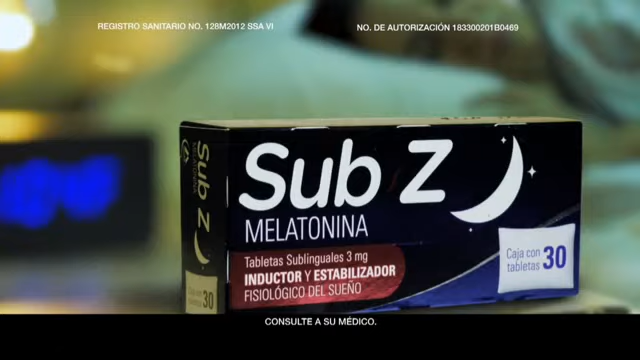 REGISTRO SANITARIO NO. 128M2012 SSA VI
NO. DE AUTORIZACIÓN 183300201B0469
Sub Z
MELATONINA
Tabletas Sublinguales 3 mg
INDUCTOR Y ESTABILIZADOR
FISIOLÓGICO DEL SUEÑO
Caja con
tabletas 30
Sub Z
MELATONINA
30
CONSULTE A SU MÉDICO.